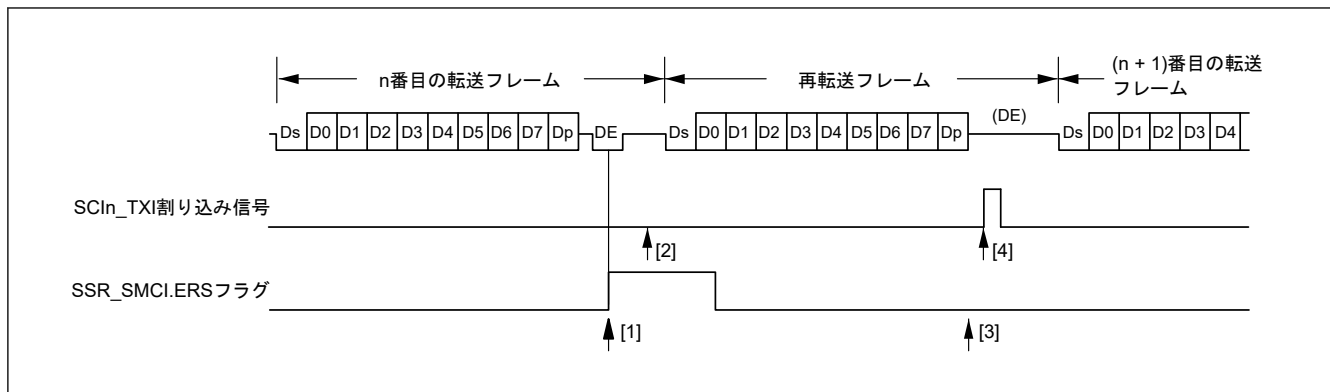 n番目の転送フレーム
再転送フレーム
(n + 1)番目の転送
フレーム
Ds D0 D1 D2 D3 D4 D5 D6 D7 Dp DE Ds D0 D1 D2 D3 D4 D5 D6 D7 Dp (DE) Ds D0 D1 D2 D3 D4
SCIn_TXI割り込み信号
[2] [4]
SSR_SMCI.ERSフラグ
[1] [3]